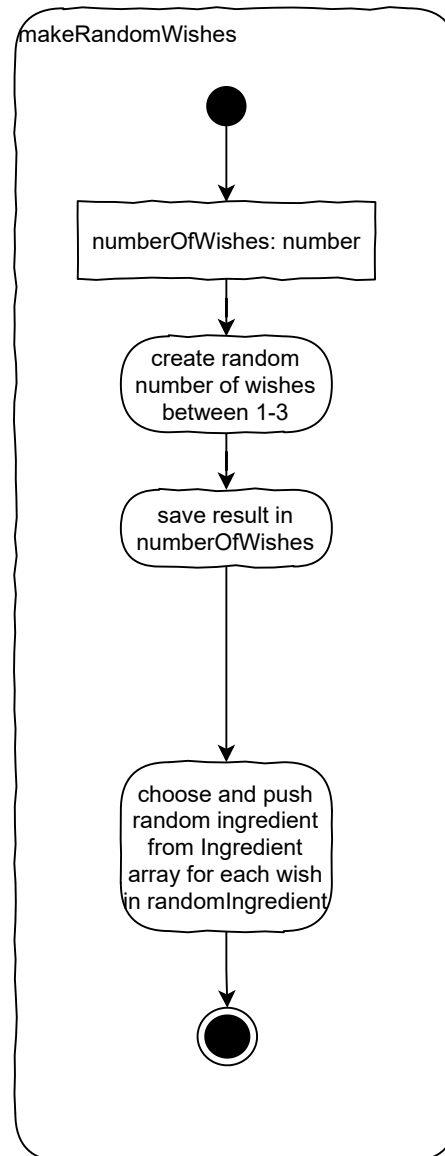 makeRandomWishes
numberOfWishes: number
create random
number of wishes
between 1-3
save result in
numberOfWishes
choose and push
random ingredient
from Ingredient
array for each wish
in randomIngredient